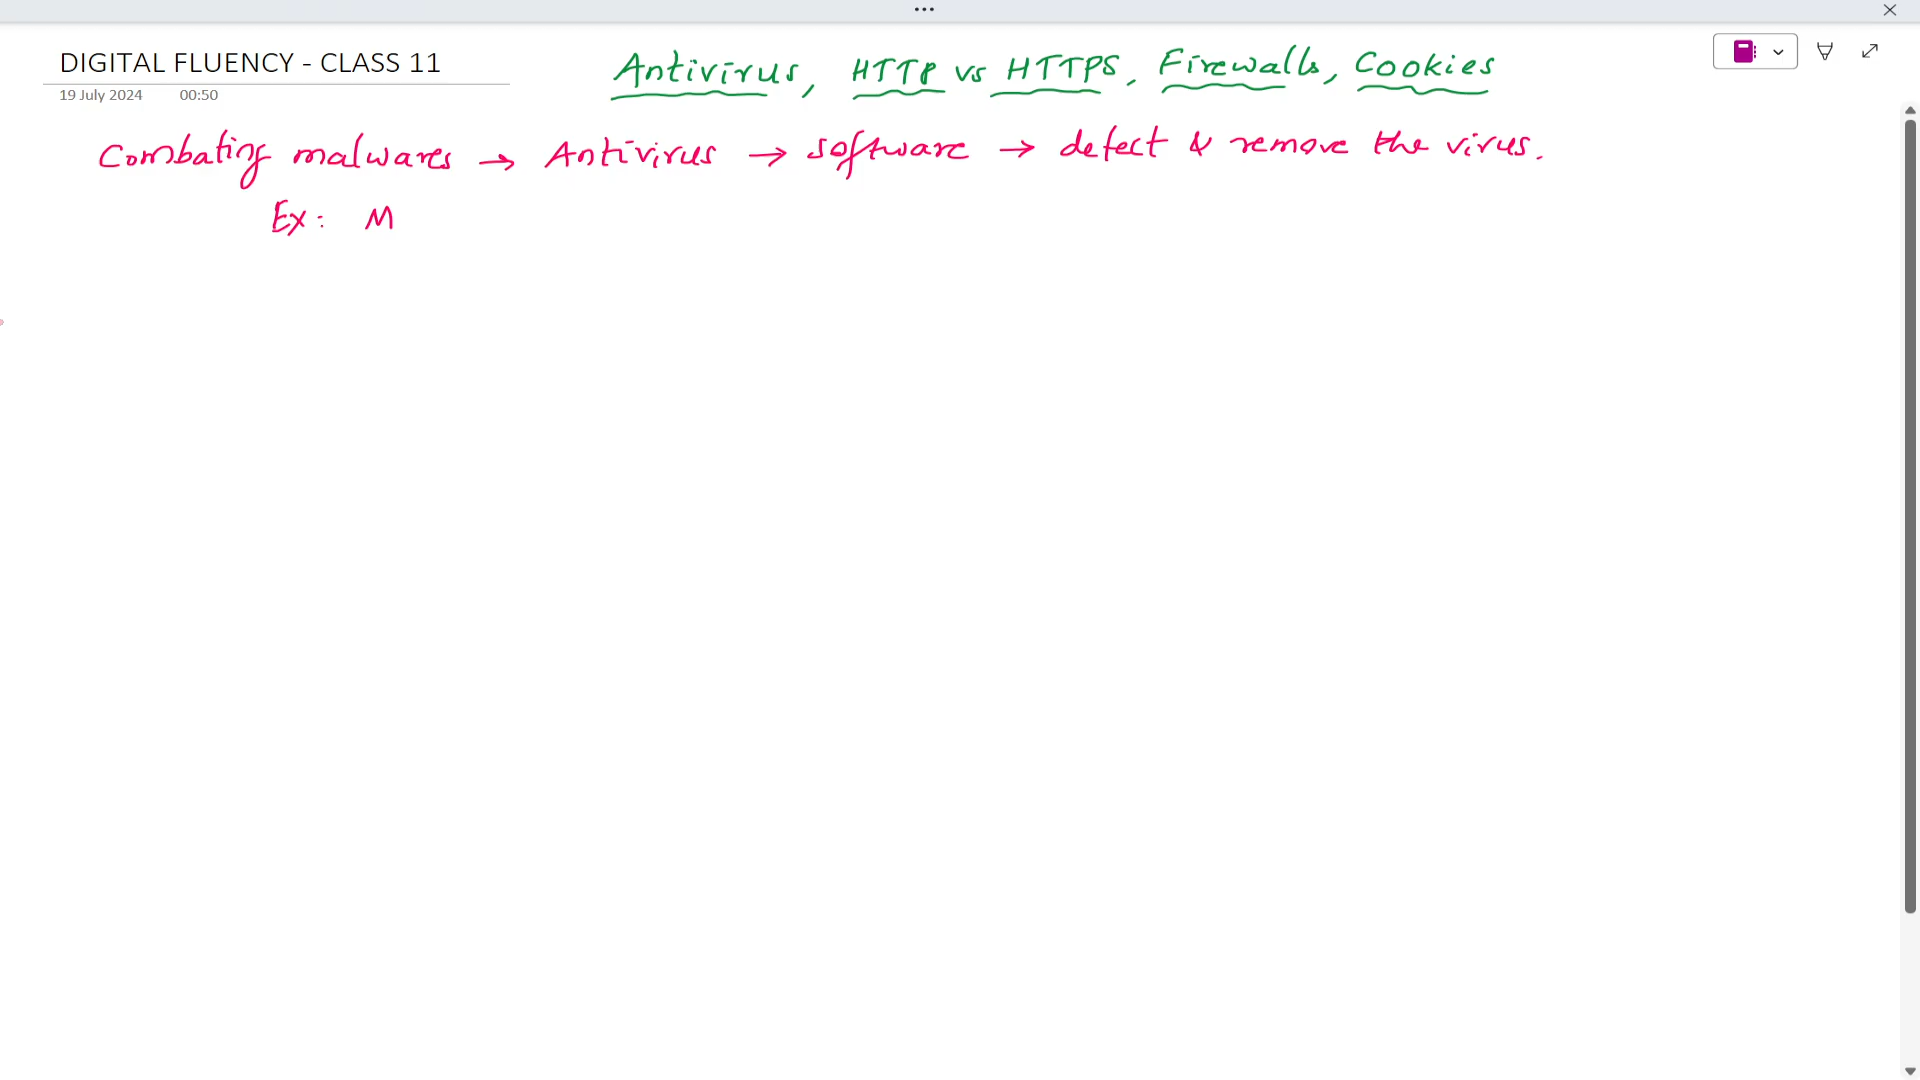 DIGITAL FLUENCY - CLASS 11
19 July 2024 00:50
Antivirus, HTTP vs HTTPS, Firewalls, Cookies
Combating malwares → Antivirus → software → detect & remove the virus.
Ex: M